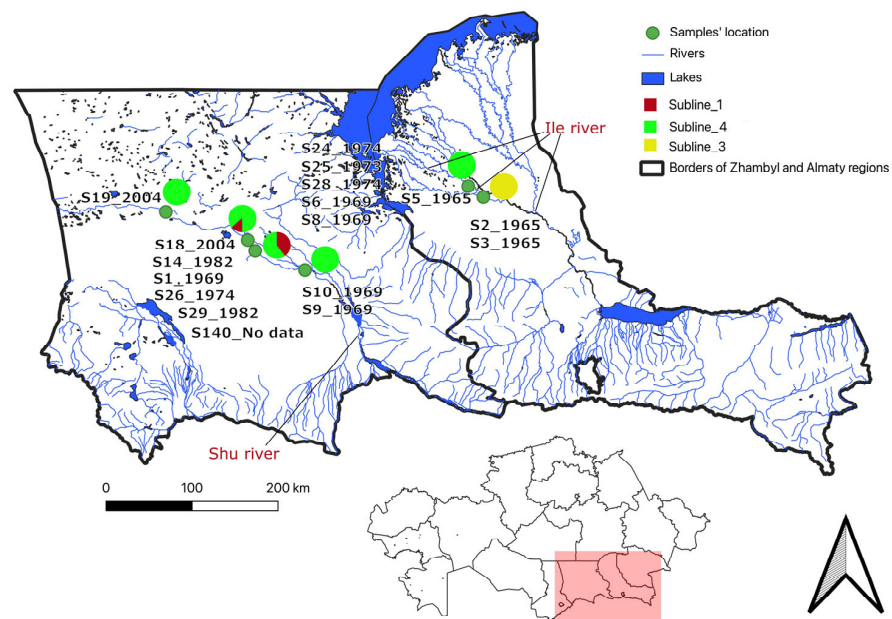 Samples' location
Rivers
Lakes
Subline_1
Subline_4
Subline_3
Borders of Zhambyl and Almaty regions
Ile river
S24_1974
S25_1973
S28_1974
S6_1969
S8_1969
S19_2004
S5_1965
S2_1965
S3_1965
S18_2004
S14_1982
S1_1969
S26_1974
S29_1982
S140_No data
S10_1969
S9_1969
Shu river
0 100 200 km